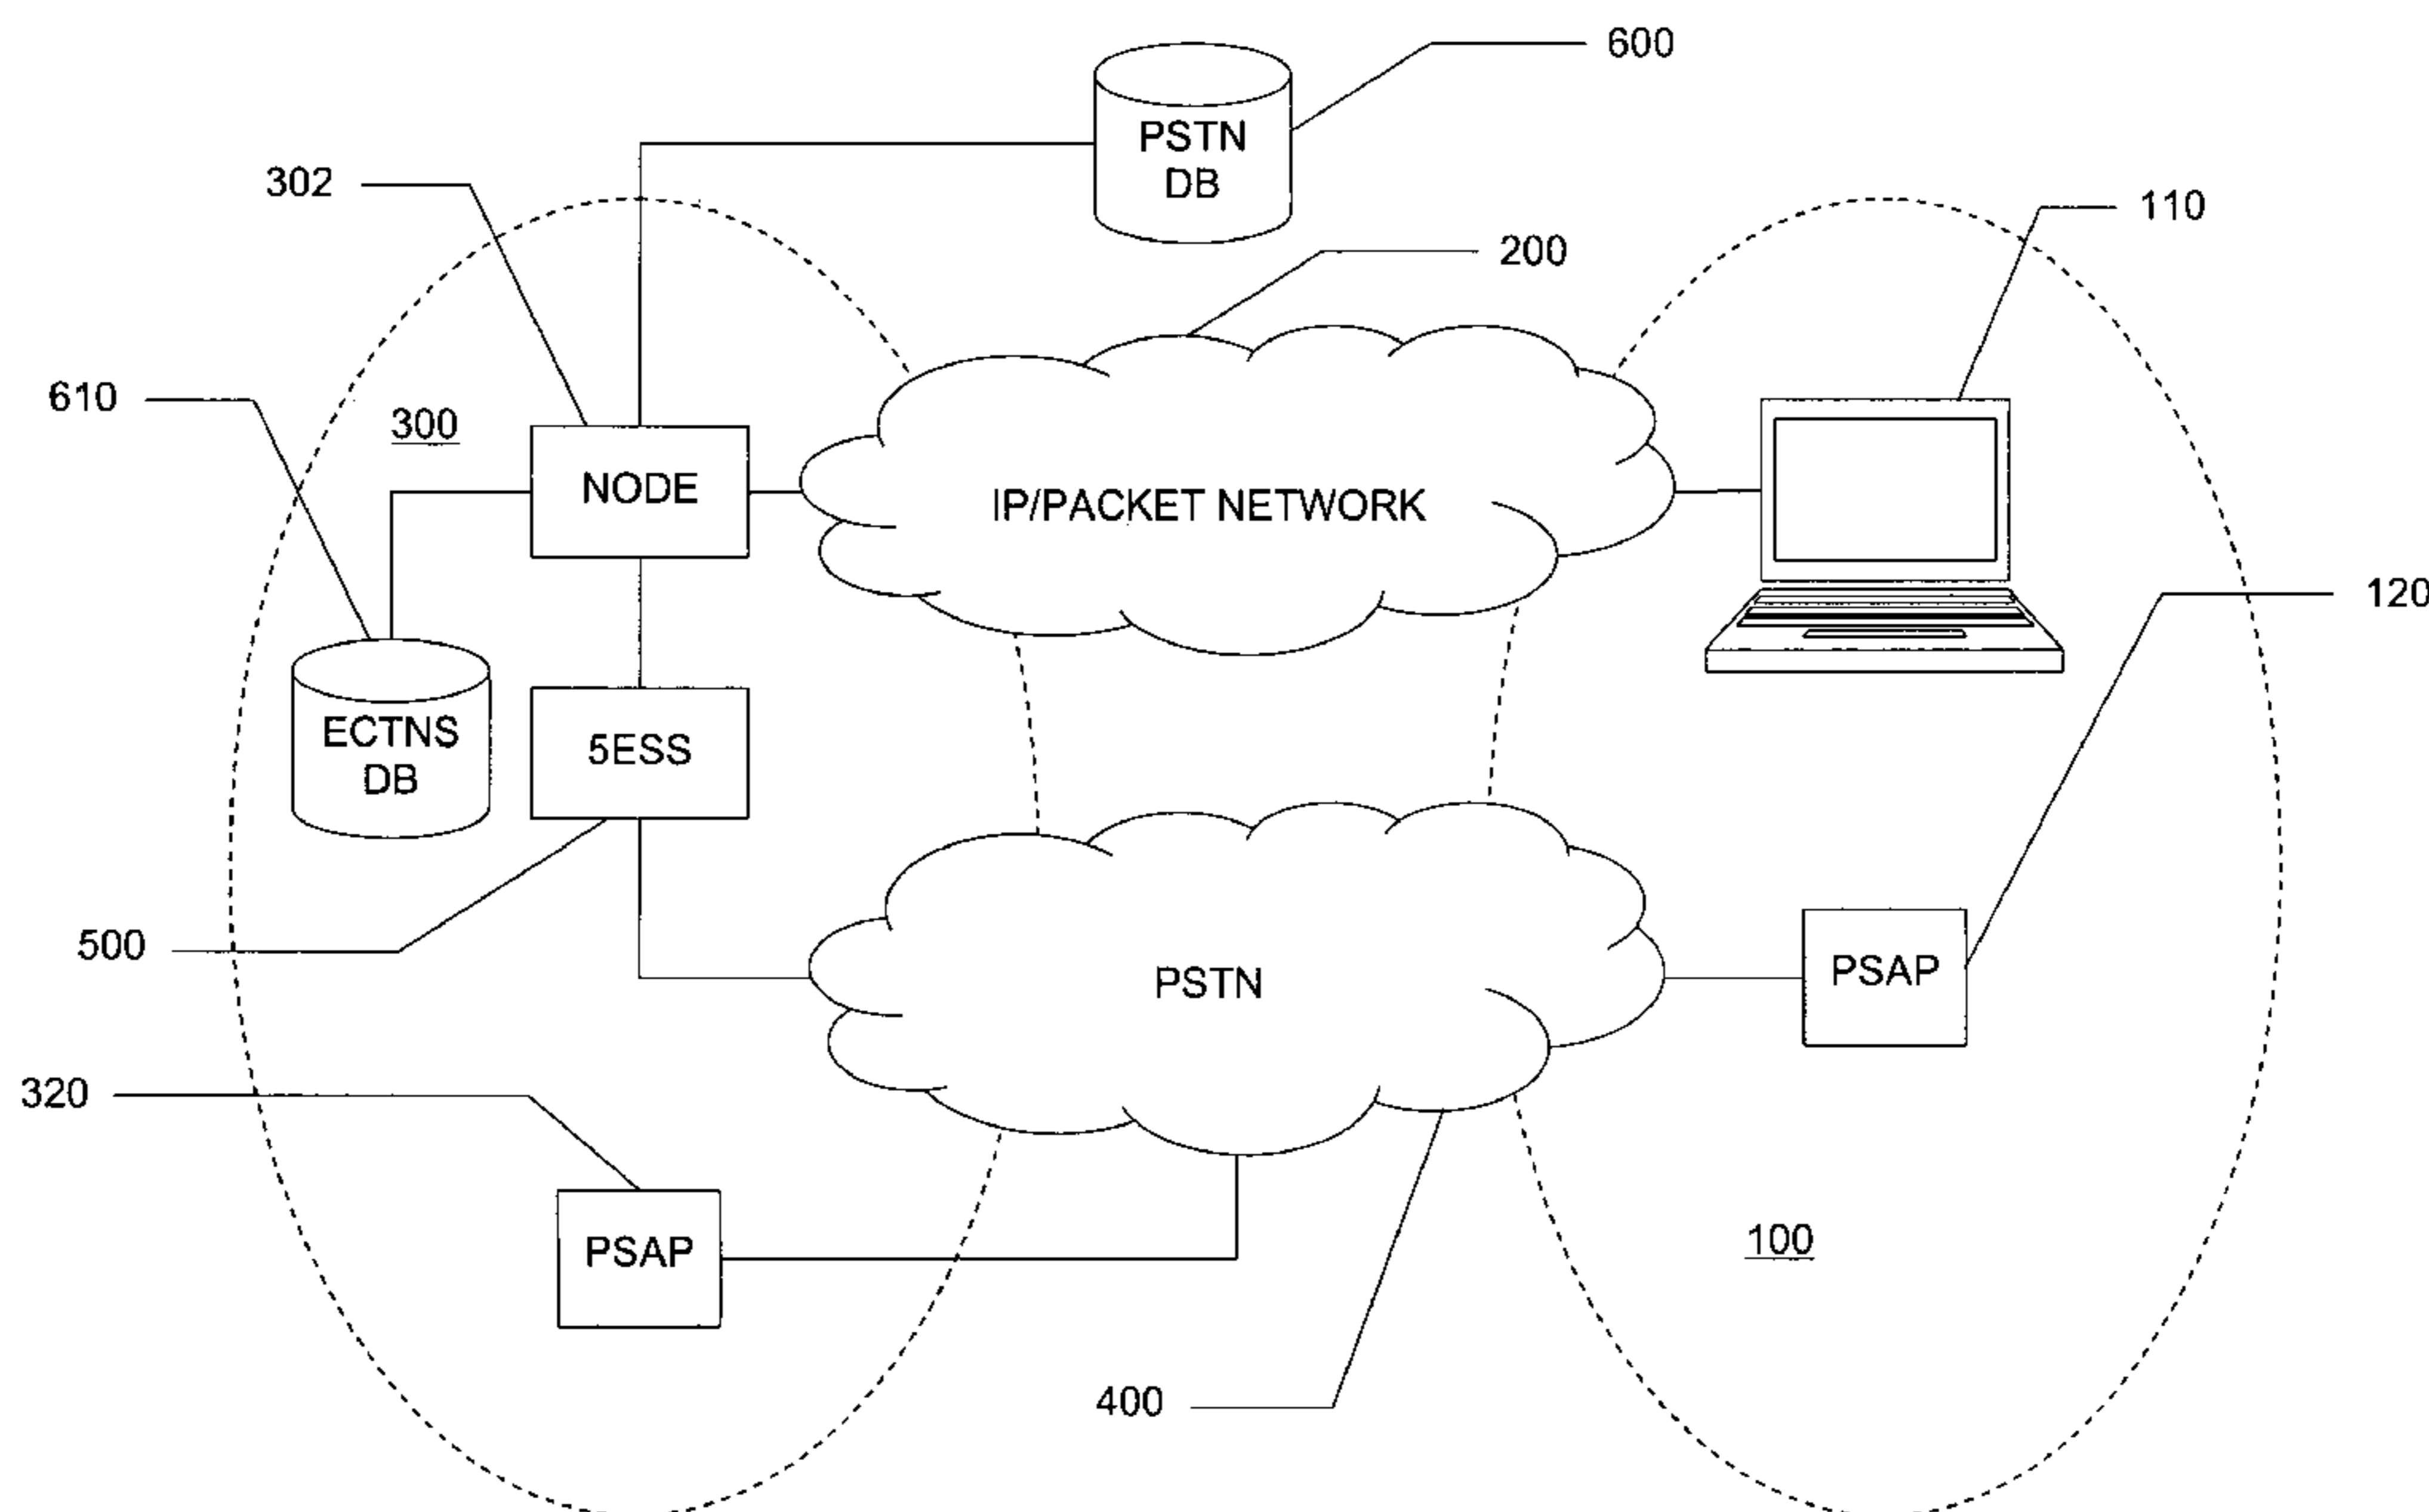 600
PSTN
DB
302
110
200
610
300
NODE
IP/PACKET NETWORK
120
ECTNS
DB
5ESS
500
PSTN
PSAP
320
PSAP
100
400